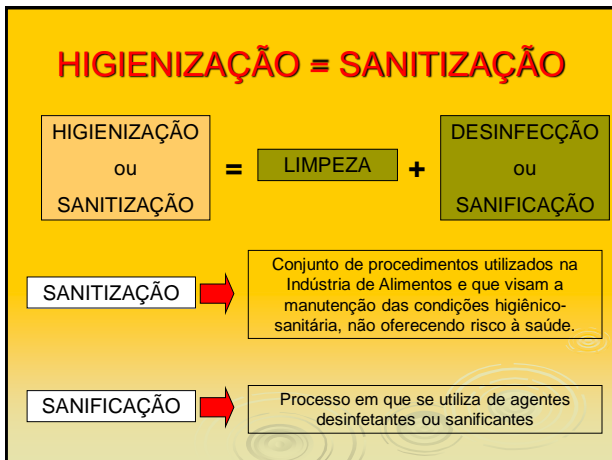 HIGIENIZAÇÃO = SANITIZAÇÃO
HIGIENIZAÇÃO
ou
SANITIZAÇÃO
=
LIMPEZA
+
DESINFECÇÃO
ou
SANIFICAÇÃO
SANITIZAÇÃO
Conjunto de procedimentos utilizados na
Indústria de Alimentos e que visam a
manutenção das condições higiênico-
sanitária, não oferecendo risco à saúde.
SANIFICAÇÃO
Processo em que se utiliza de agentes
desinfetantes ou sanificantes